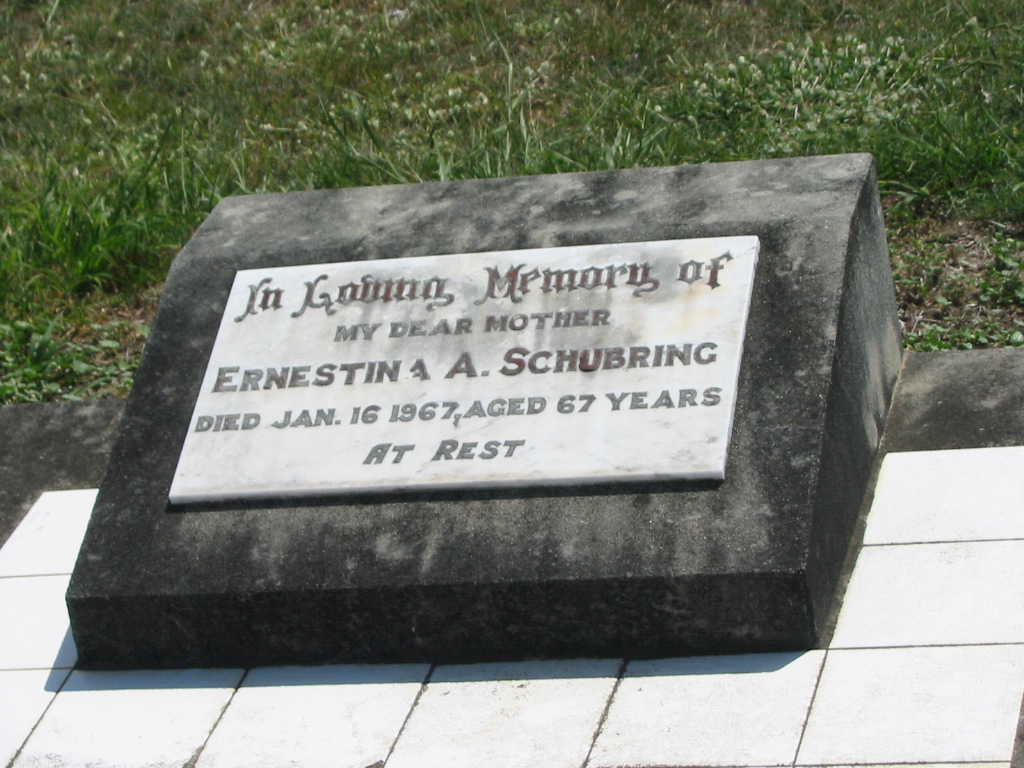 In Loving Memory of
MY DEAR MOTHER
ERNESTINA A. SCHUBRING
DIED JAN. 16 1967, AGED 67 YEARS
AT REST